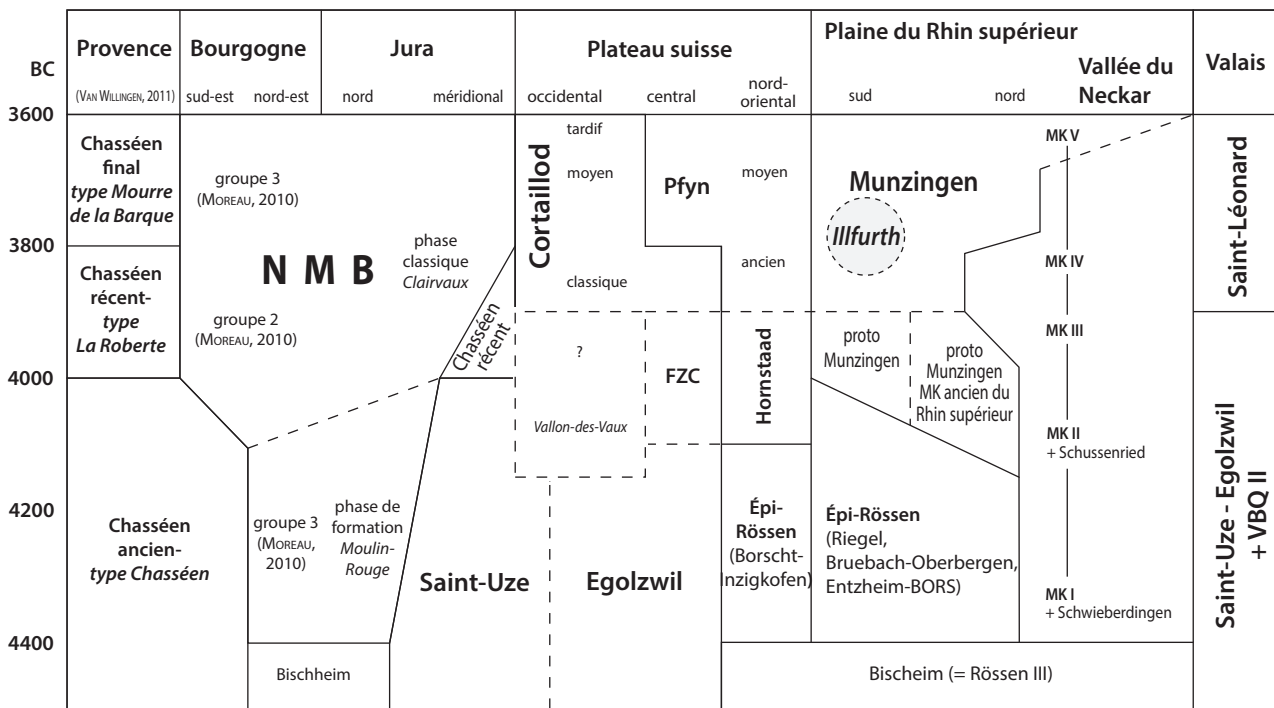 BC
Provence
(VAN WILLINGEN, 2011)
Bourgogne
sud-est
nord-est
Jura
nord
méridional
Plateau suisse
occidental
central
nord-
oriental
Plaine du Rhin supérieur
sud
nord
Vallée du
Neckar
Valais
3600
3800
4000
4200
4400
Chasséen
final
type Mourre
de la Barque
Chasséen
récent-
type
La Roberte
Chasséen
ancien-
type Chasséen
groupe 3
(MOREAU, 2010)
N M B
groupe 2
(MOREAU, 2010)
phase
classique
Clairvaux
Chasséen
récent
groupe 3
(MOREAU,
2010)
phase de
formation
Moulin-
Rouge
Bischheim
Saint-Uze
Cortaillod
tardif
moyen
classique
?
Vallon-des-Vaux
Egolzwil
Pfyn
moyen
ancien
FZC
Hornstaad
Épi-
Rössen
(Borscht-
Inzigkofen)
Munzingen
Illfurth
proto
Munzingen
proto
Munzingen
MK ancien du
Rhin supérieur
Épi-Rössen
(Riegel,
Bruebach-Oberbergen,
Entzheim-BORS)
Bischeim (= Rössen III)
MK V
MK IV
MK III
MK II
+ Schussenried
MK I
+ Schwieberdingen
Saint-Léonard
Saint-Uze - Egolzwil
+ VBQ II